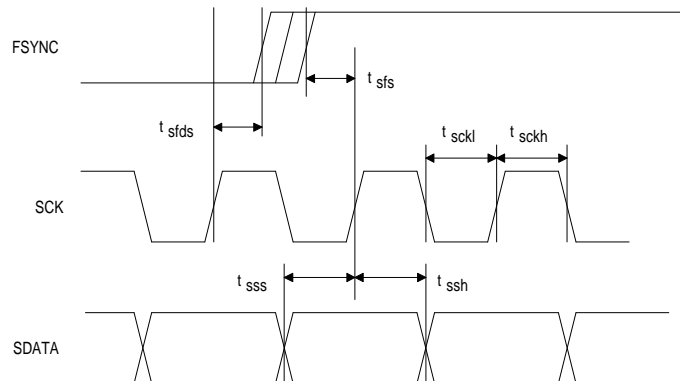 FSYNC
t sfs
t sfds
t sckl
t sckh
SCK
t sss
t ssh
SDATA